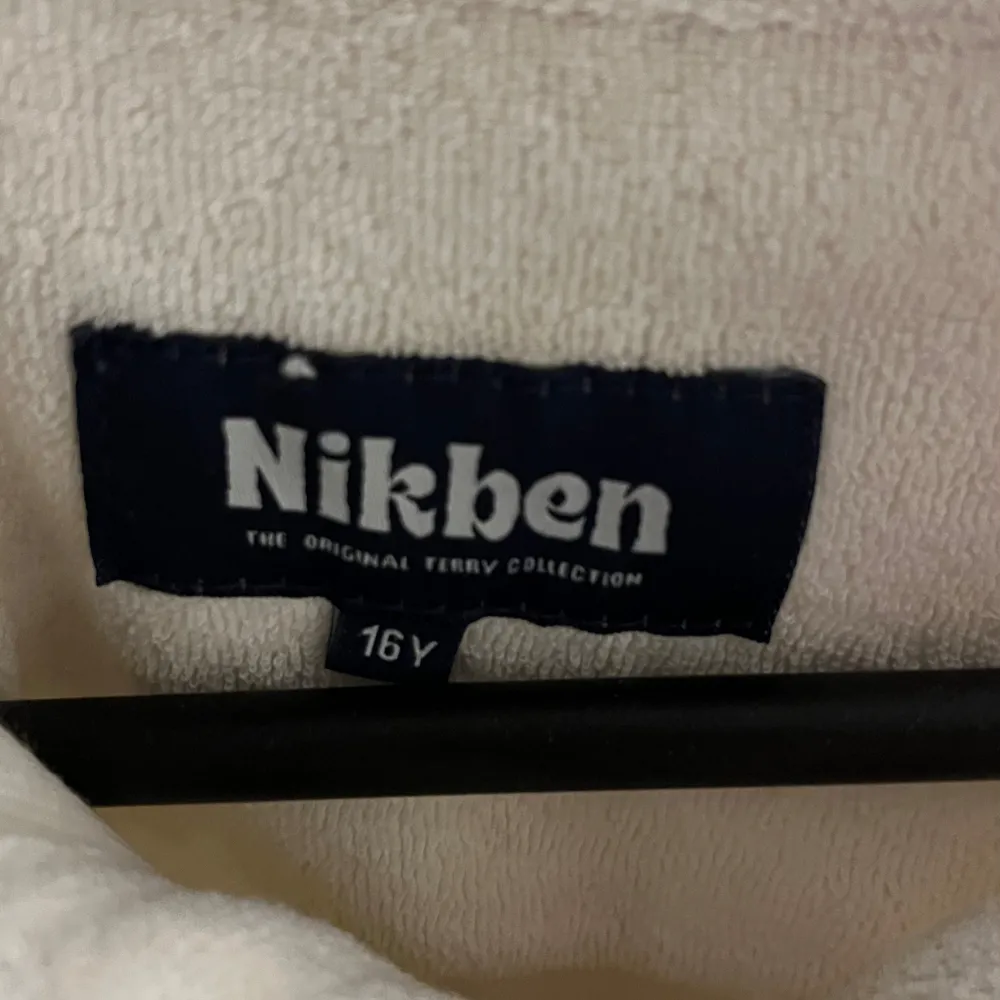 Nikben
THE ORIGINAL TERRY COLLECTION
16Y